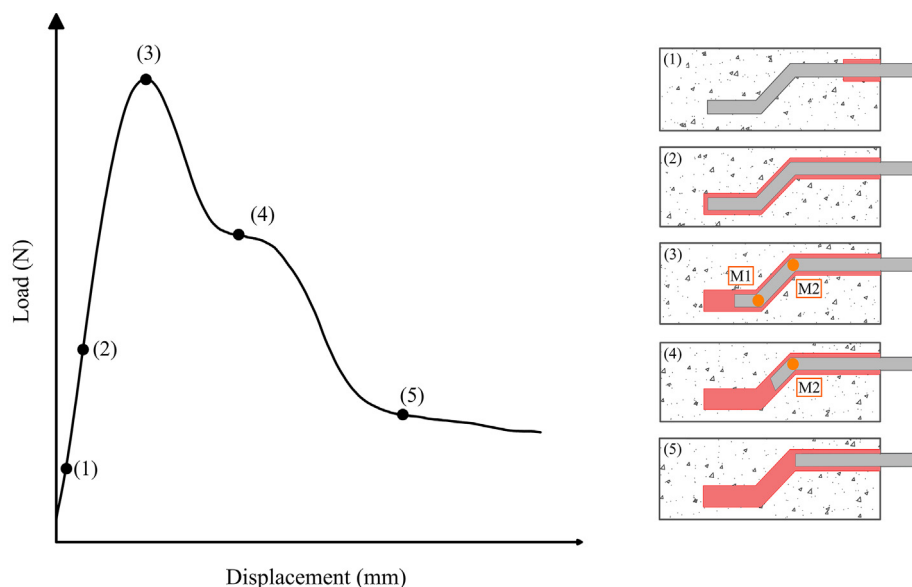 Load (N)
Displacement (mm)
(1)
(2)
(3)
(4)
(5)
(1)
(2)
(3)
M1
M2
(4)
M2
(5)